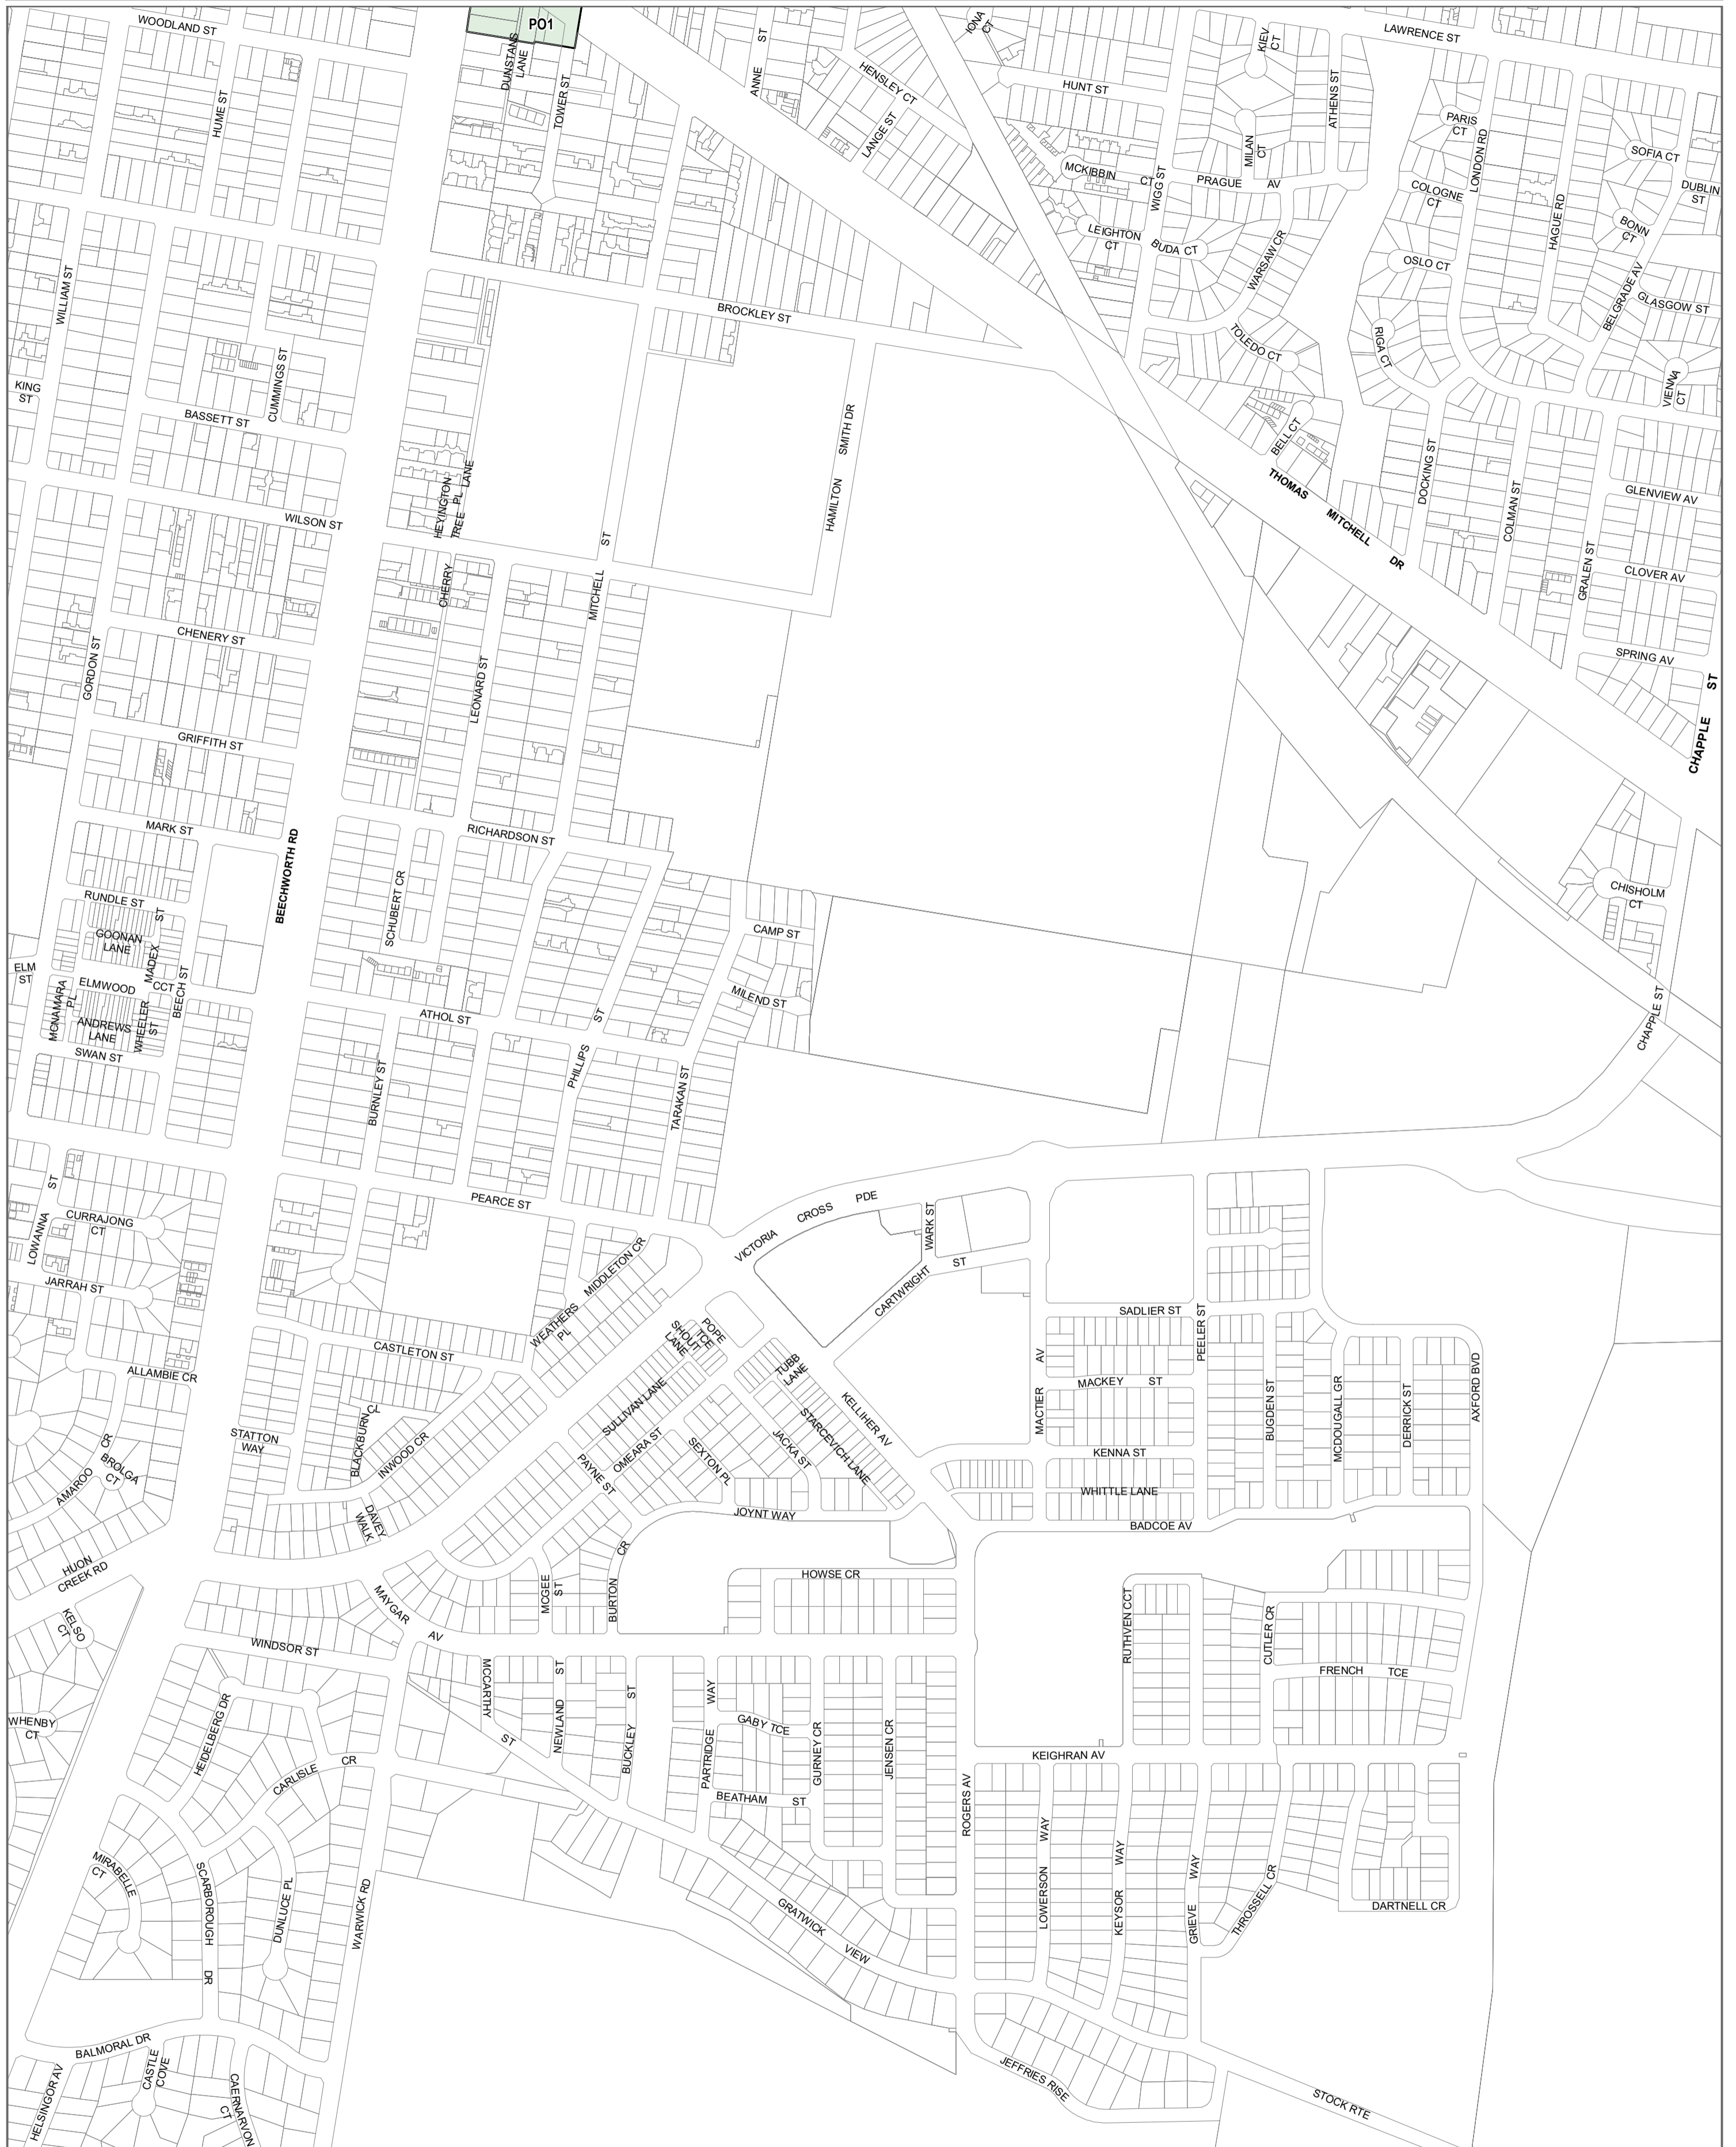 WOODLAND ST
PO1
DUNSTANS
LANE
TOWER ST
HUME ST
ANNE ST
HENSLEY CT
LANGE ST
IONA
CT
HUNT ST
KIEV
CT
LAWRENCE ST
ATHENS ST
MILAN
CT
PARIS
CT
LONDON RD
SOFIA CT
DUBLIN
ST
MCKIBBIN CT
WIGG ST
PRAGUE AV
COLOGNE
CT
HAGUE RD
BONN
CT
LEIGHTON
CT
BUDA CT
WARSAW CR
OSLO CT
BELGRADE AV
GLASGOW ST
WILLIAM ST
BROCKLEY ST
TOLEDO CT
RIGA CT
VIENNA
CT
KING
ST
CUMMINGS ST
BASSETT ST
HAMILTON SMITH DR
BELL CT
DOCKING ST
COLMAN ST
GLENVIEW AV
HEYINGTON
TREE PL LANE
WILSON ST
THOMAS MITCHELL DR
CHERRY
MITCHELL ST
GRALEN ST
CLOVER AV
CHENERY ST
GORDON ST
LEONARD ST
SPRING AV
CHAPPLE ST
GRIFFITH ST
MARK ST
RICHARDSON ST
BEECHWORTH RD
RUNDLE ST
SCHUBERT CR
CHISHOLM
CT
GOONAN
LANE
MADEX ST
CAMP ST
ELM
ST
ELMWOOD CCT
BEECH ST
MILEND ST
MCNAMARA
PL
ANDREWS
LANE
WHEELER
ST
ATHOL ST
CHAPPLE ST
SWAN ST
PHILLIPS ST
BURNLEY ST
TARAKAN ST
LOWANNA ST
CURRAJONG
CT
PEARCE ST
VICTORIA CROSS PDE
WARK ST
MIDDLETON CR
JARRAH ST
CARTWRIGHT ST
WEATHERS
PL
POPE
TCE
SHOUT
LANE
SADLIER ST
PEELER ST
CASTLETON ST
ALLAMBIE CR
TUBB
LANE
MACTIER AV
MACKEY ST
BUGDEN ST
MCDOUGALL GR
DERRICK ST
AXFORD BVD
SULLIVAN LANE
KELLIHER AV
STARCEVICH LANE
STATTON
WAY
BLACKBURN CL
INWOOD CR
OMEARA ST
SEXTON PL
JACKA ST
KENNA ST
AMAROO CR
BROLGA
CT
PAYNE ST
WHITTLE LANE
DAVEY
WALK
JOYNT WAY
BADCOE AV
HUON
CREEK RD
BURTON CR
MCGEE
ST
HOWSE CR
KELSO
CT
MAYGAR AV
RUTHVEN CCT
CUTLER CR
WINDSOR ST
FRENCH TCE
MCCARTHY ST
NEWLAND ST
BUCKLEY ST
PARTRIDGE WAY
WHENBY
CT
HEIDELBERG DR
GABY TCE
GURNEY CR
JENSEN CR
KEIGHRAN AV
CARLISLE CR
BEATHAM ST
ROGERS AV
LOWERSON WAY
KEYSOR WAY
GRIEVE WAY
THROSSELL CR
DARTNELL CR
MIRABELLE
CT
SCARBOROUGH DR
DUNLUCE PL
WARWICK RD
GRATWICK VIEW
BALMORAL DR
CASTLE
COVE
HELSINGOR AV
CAERNARVON
CT
JEFFRIES RISE
STOCK RTE